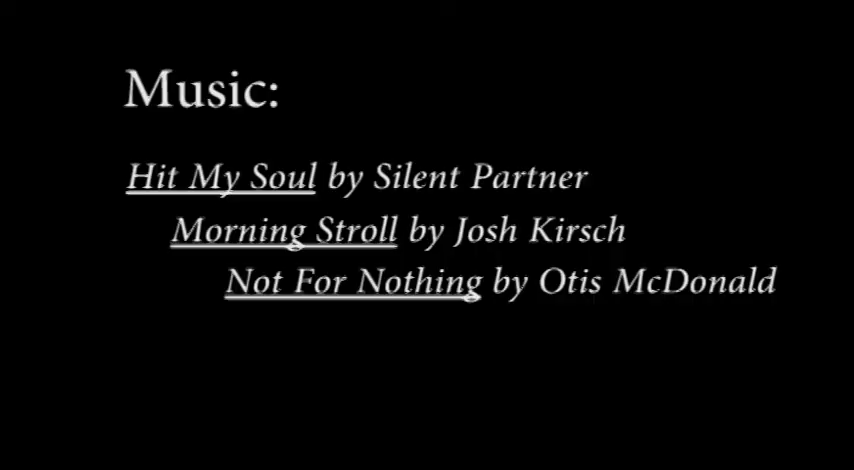 Music:
Hit My Soul by Silent Partner
Morning Stroll by Josh Kirsch
Not For Nothing by Otis McDonald